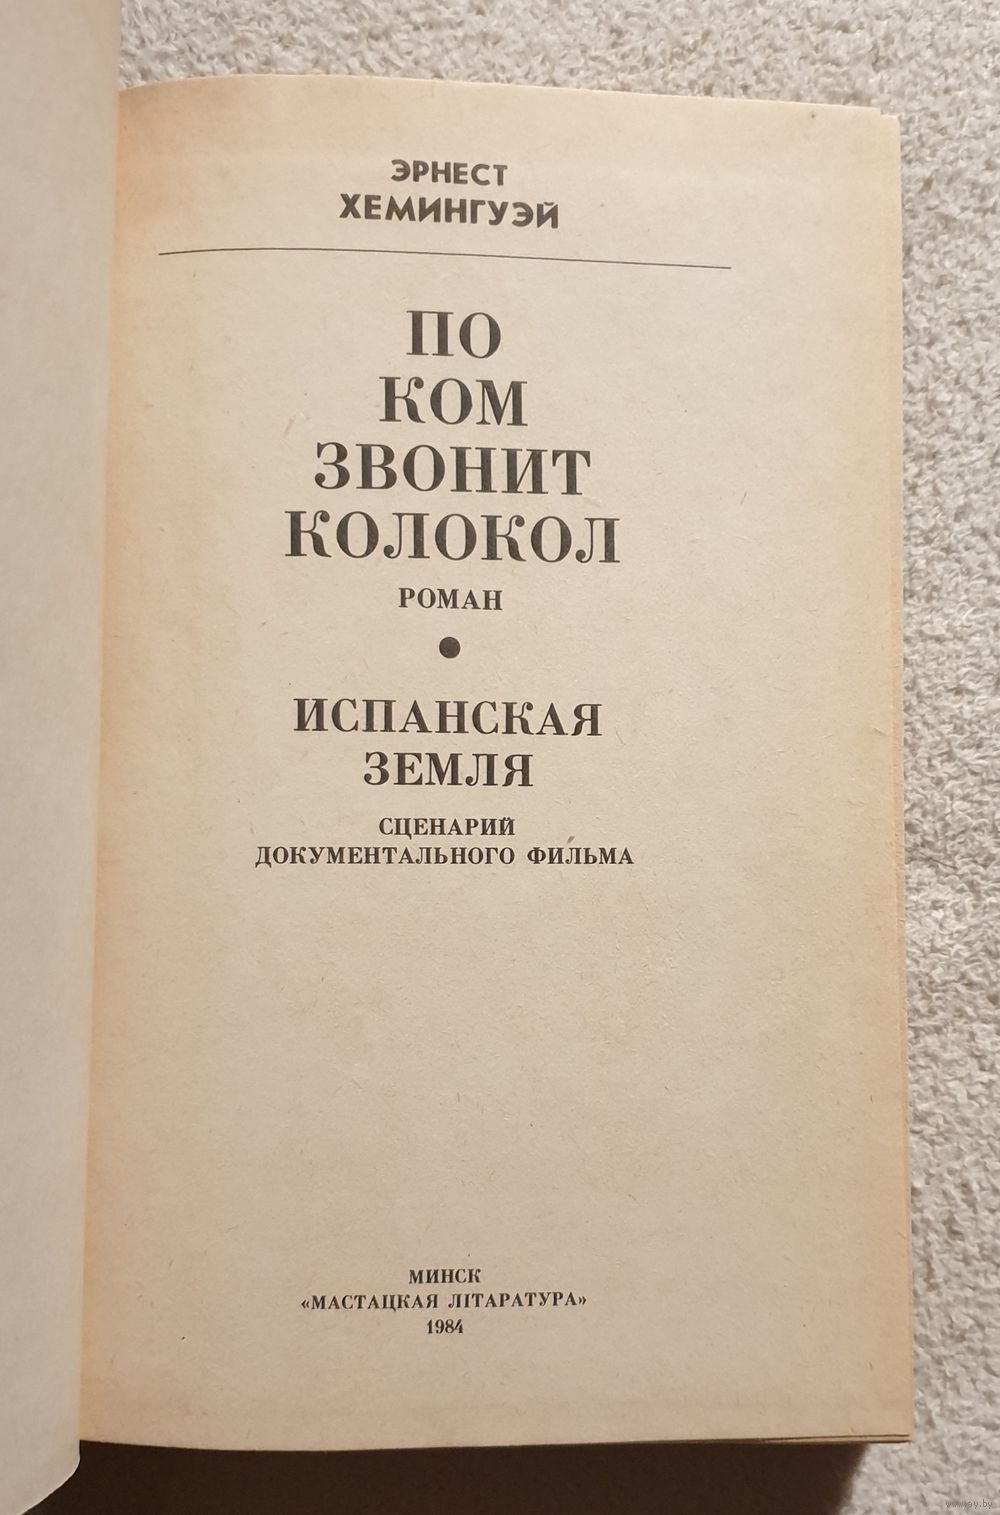 ЭРНЕСТ
ХЕМИНГУЭЙ
ПО
КОМ
ЗВОНИТ
КОЛОКОЛ
РОМАН
ИСПАНСКАЯ
ЗЕМЛЯ
СЦЕНАРИЙ
ДОКУМЕНТАЛЬНОГО ФИЛЬМА
МИНСК
«МАСТАЦКАЯ ЛІТАРАТУРА»
1984